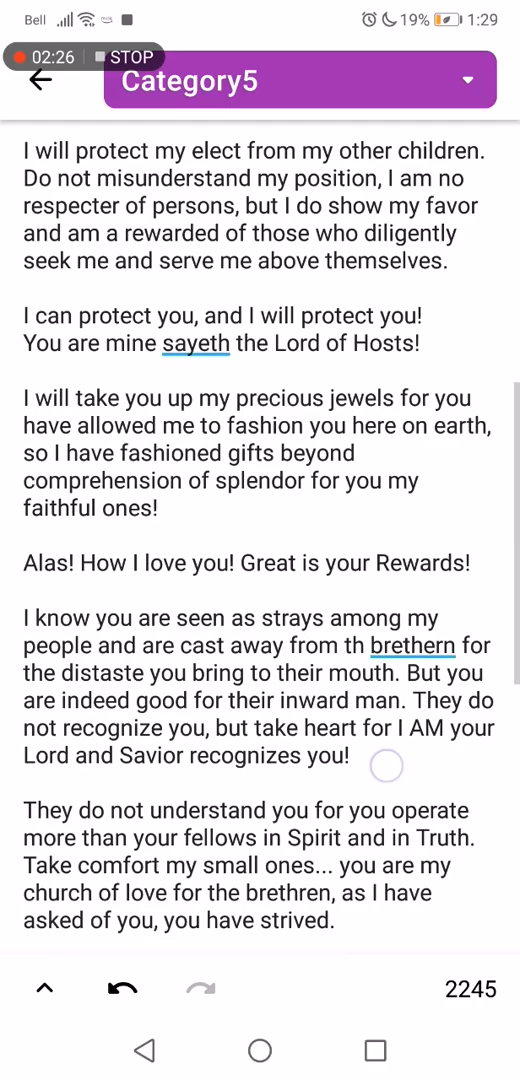 Bell 19% 1:29
02:26 STOP
Category5
I will protect my elect from my other children.
Do not misunderstand my position, I am no
respecter of persons, but I do show my favor
and am a rewarded of those who diligently
seek me and serve me above themselves.
I can protect you, and I will protect you!
You are mine sayeth the Lord of Hosts!
I will take you up my precious jewels for you
have allowed me to fashion you here on earth,
so I have fashioned gifts beyond
comprehension of splendor for you my
faithful ones!
Alas! How I love you! Great is your Rewards!
I know you are seen as strays among my
people and are cast away from th brethern for
the distaste you bring to their mouth. But you
are indeed good for their inward man. They do
not recognize you, but take heart for I AM your
Lord and Savior recognizes you!
They do not understand you for you operate
more than your fellows in Spirit and in Truth.
Take comfort my small ones... you are my
church of love for the brethren, as I have
asked of you, you have strived.
2245